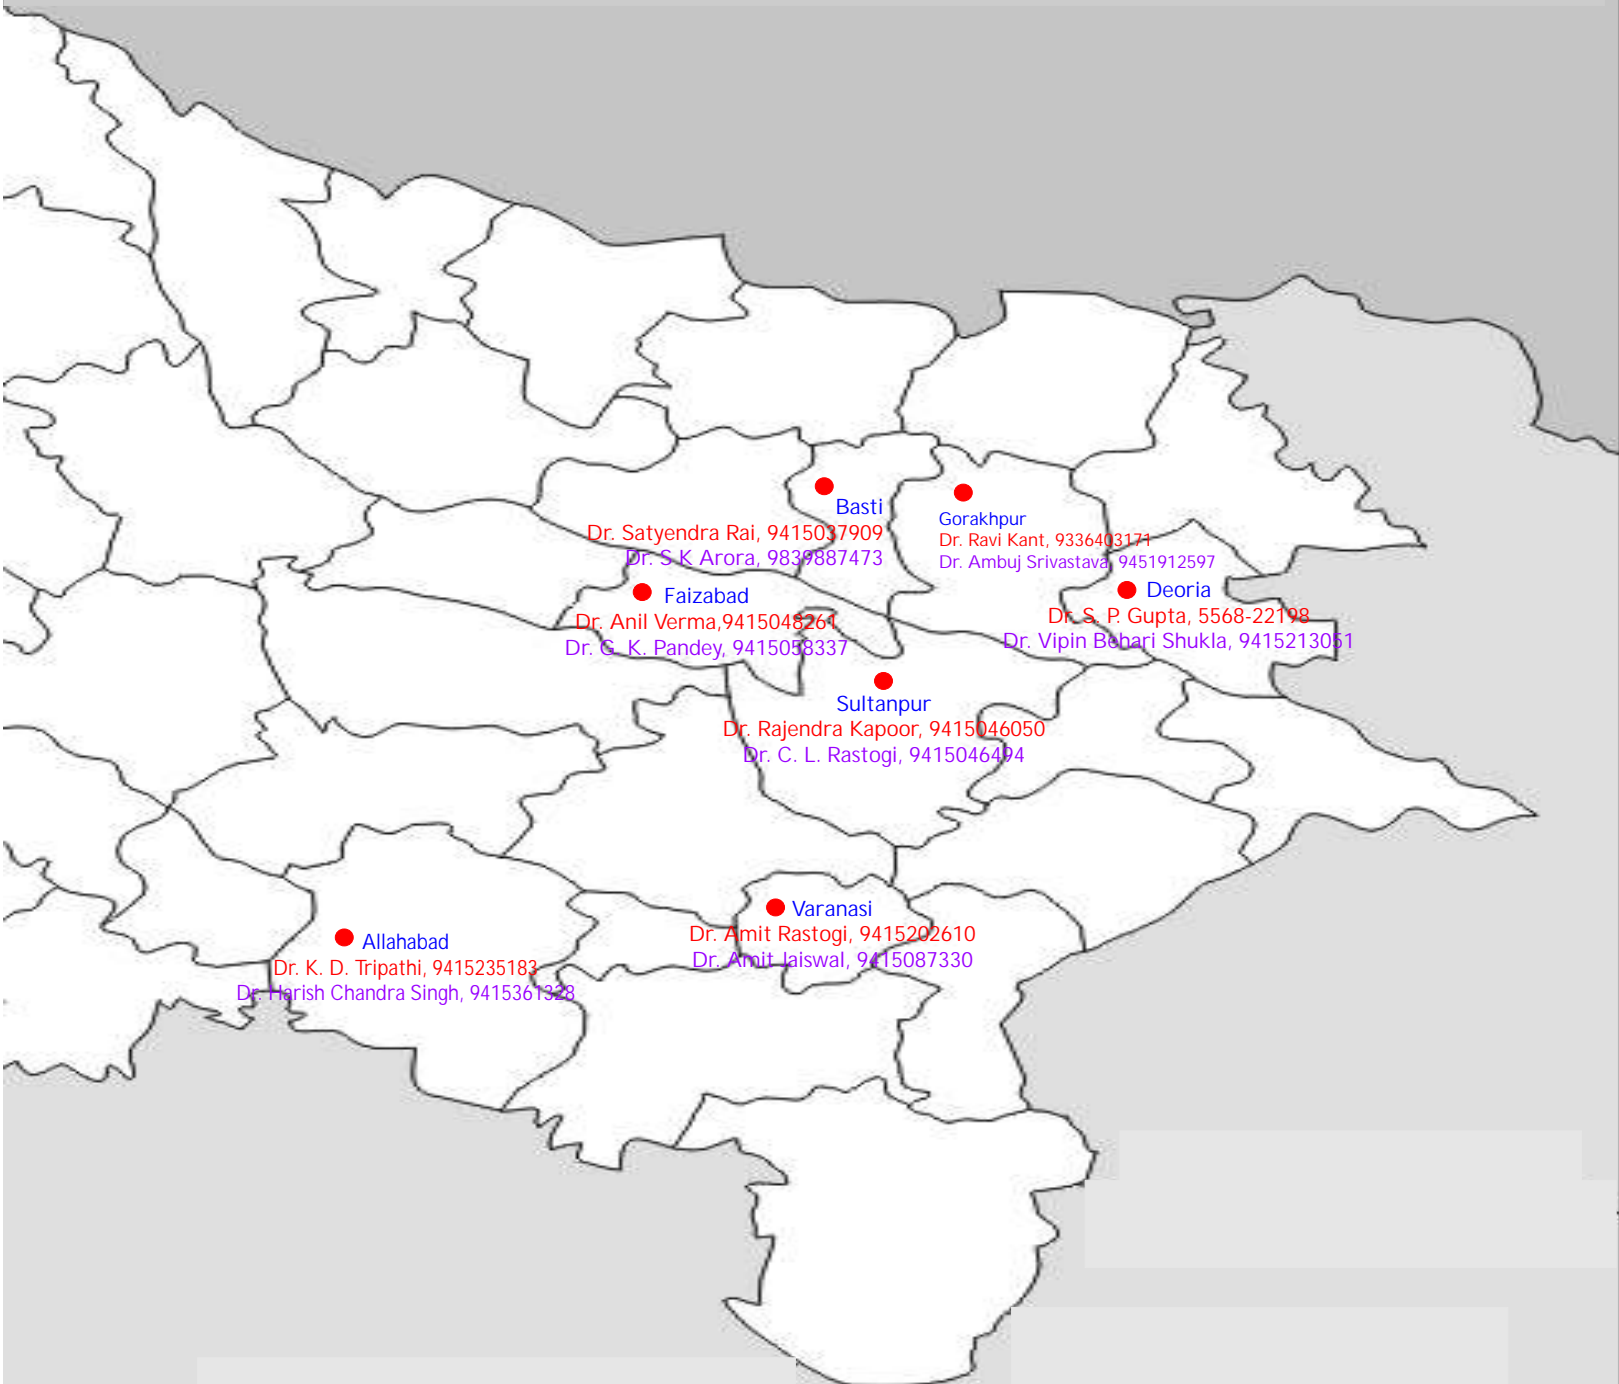 Basti
Dr. Satyendra Rai, 9415037909
Dr. S K Arora, 9839887473
Gorakhpur
Dr. Ravi Kant, 9336403171
Dr. Ambuj Srivastava, 9451912597
Faizabad
Dr. Anil Verma,9415048261
Dr. G. K. Pandey, 9415058337
Deoria
Dr. S. P. Gupta, 5568-22198
Dr. Vipin Behari Shukla, 9415213051
Sultanpur
Dr. Rajendra Kapoor, 9415046050
Dr. C. L. Rastogi, 9415046494
Varanasi
Dr. Amit Rastogi, 9415202610
Dr. Amit Jaiswal, 9415087330
Allahabad
Dr. K. D. Tripathi, 9415235183
Dr. Harish Chandra Singh, 9415361328